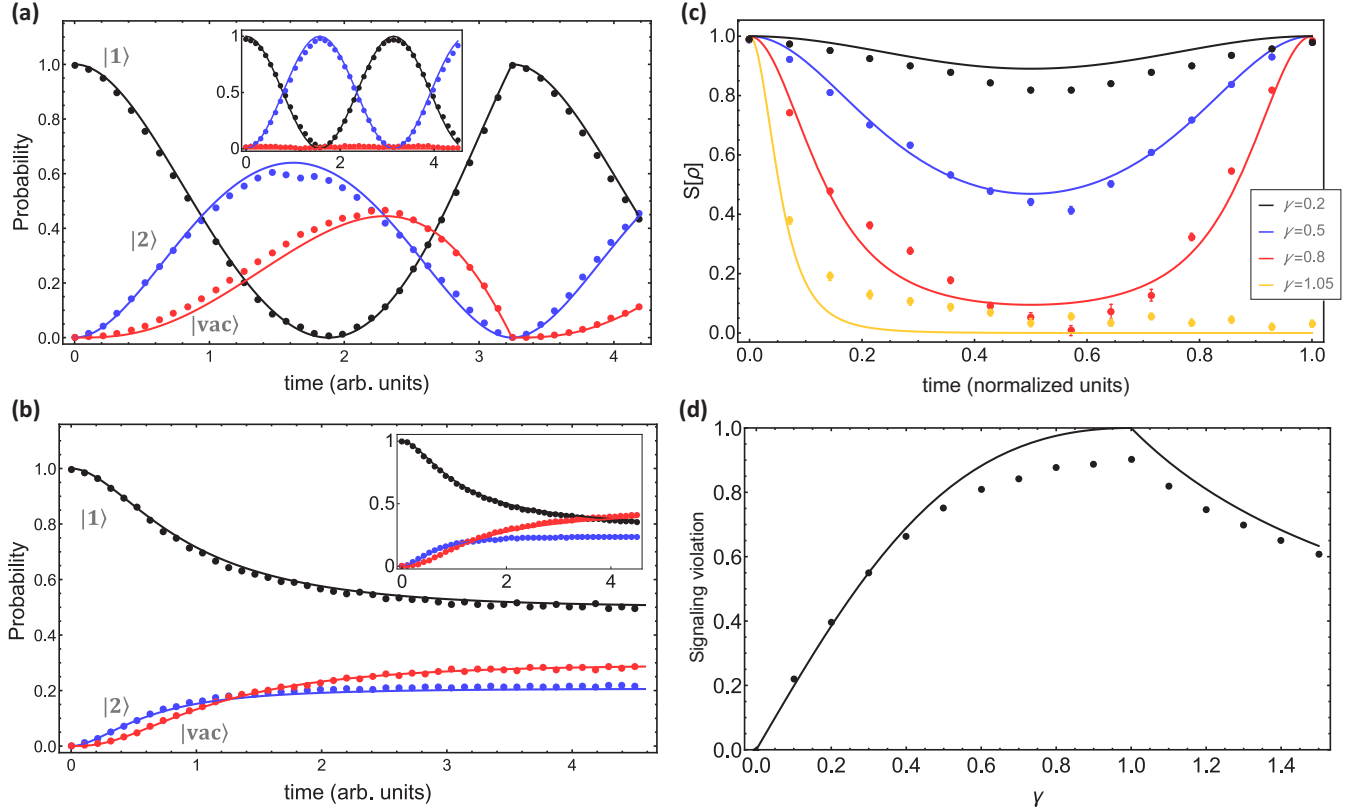 (a)
|1⟩
|2⟩
|vac⟩
Probability
1.0
0.8
0.6
0.4
0.2
0.0
0 1 2 3 4
time (arb. units)
1
0.5
0
0 2 4
(b)
|1⟩
|2⟩
|vac⟩
Probability
1.0
0.8
0.6
0.4
0.2
0.0
0 1 2 3 4
time (arb. units)
1
0.5
0
0 2 4
(c)
S[ρ]
1.0
0.8
0.6
0.4
0.2
0.0
0.0 0.2 0.4 0.6 0.8 1.0
time (normalized units)
γ=0.2
γ=0.5
γ=0.8
γ=1.05
(d)
Signaling violation
1.0
0.8
0.6
0.4
0.2
0.0
0.0 0.2 0.4 0.6 0.8 1.0 1.2 1.4
γ